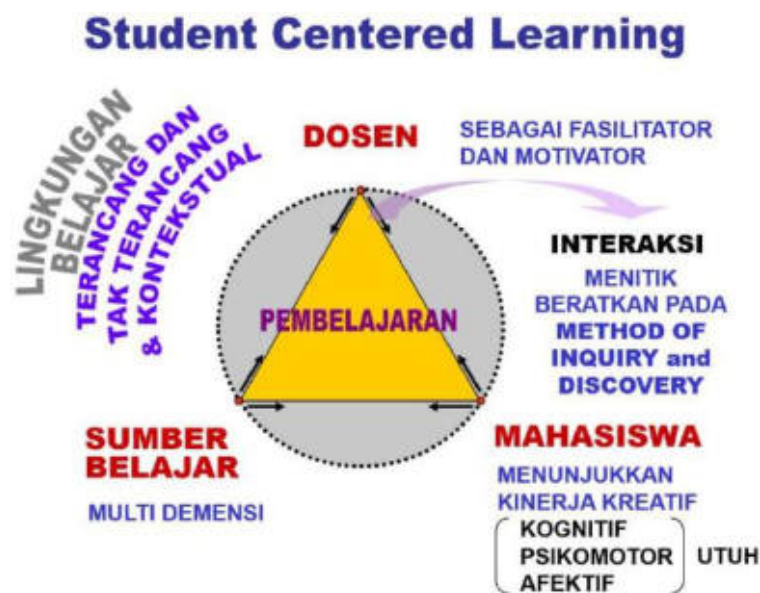 Student Centered Learning
LINGKUNGAN
BELAJAR
TERANCANG DAN
TAK TERANCANG
& KONTEKSTUAL
DOSEN
SEBAGAI FASILITATOR
DAN MOTIVATOR
INTERAKSI
MENITIK
BERATKAN PADA
METHOD OF
INQUIRY and
DISCOVERY
PEMBELAJARAN
SUMBER
BELAJAR
MULTI DEMENSI
MAHASISWA
MENUNJUKKAN
KINERJA KREATIF
KOGNITIF
PSIKOMOTOR UTUH
AFEKTIF